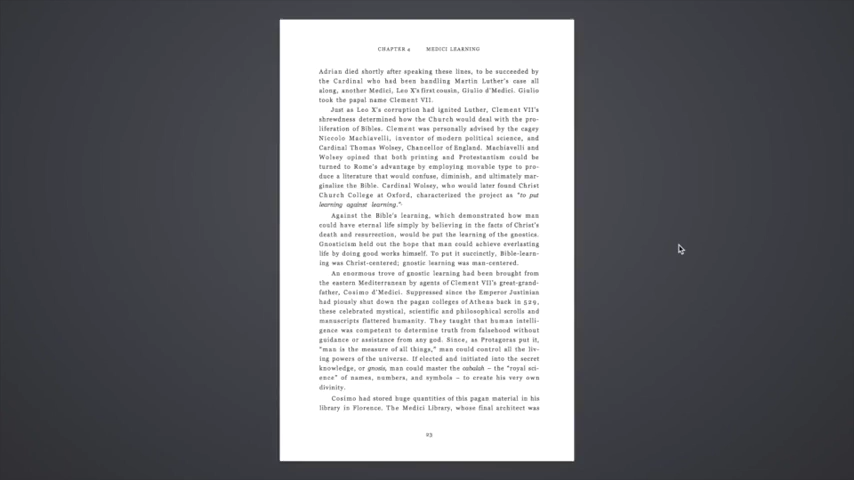 CHAPTER 4 MEDICI LEARNING
Adrian died shortly after speaking these lines, to be succeeded by
the Cardinal who had been handling Martin Luther's case all
along, another Medici, Leo X's first cousin, Giulio d'Medici. Giulio
took the papal name Clement VII.
Just as Leo X's corruption had ignited Luther, Clement VII's
shrewdness determined how the Church would deal with the pro-
liferation of Bibles. Clement was personally advised by the cagey
Niccolo Machiavelli, inventor of modern political science, and
Cardinal Thomas Wolsey, Chancellor of England. Machiavelli and
Wolsey opined that both printing and Protestantism could be
turned to Rome's advantage by employing movable type to pro-
duce a literature that would confuse, diminish, and ultimately mar-
ginalize the Bible. Cardinal Wolsey, who would later found Christ
Church College at Oxford, characterized the project as "to put
learning against learning."
Against the Bible's learning, which demonstrated how man
could have eternal life simply by believing in the facts of Christ's
death and resurrection, would be put the learning of the gnostics.
Gnosticism held out the hopes that man could achieve everlasting
life by doing good works himself. To put it succinctly, Bible-learn-
ing was Christ-centered; gnostic learning was man-centered.
An enormous trove of gnostic learning had been brought from
the eastern Mediterranean by agents of Clement VII's great-grand-
father, Cosimo d'Medici. Suppressed since the Emperor Justinian
had piously shut down the pagan colleges of Athens back in 529,
these celebrated mystical, scientific and philosophical scrolls and
manuscripts flattered humanity. They taught that human intelli-
gence was competent to determine truth from falsehood without
guidance or assistance from any god. Since, as Protagoras put it,
"man is the measure of all things," man could control all the liv-
ing powers of the universe. If elected and initiated into the secret
knowledge, or gnosis, man could master the cabalah – the "royal sci-
ence" of names, numbers, and symbols – to create his very own
divinity.
Cosimo had stored huge quantities of this pagan material in his
library in Florence. The Medici Library, whose final architect was